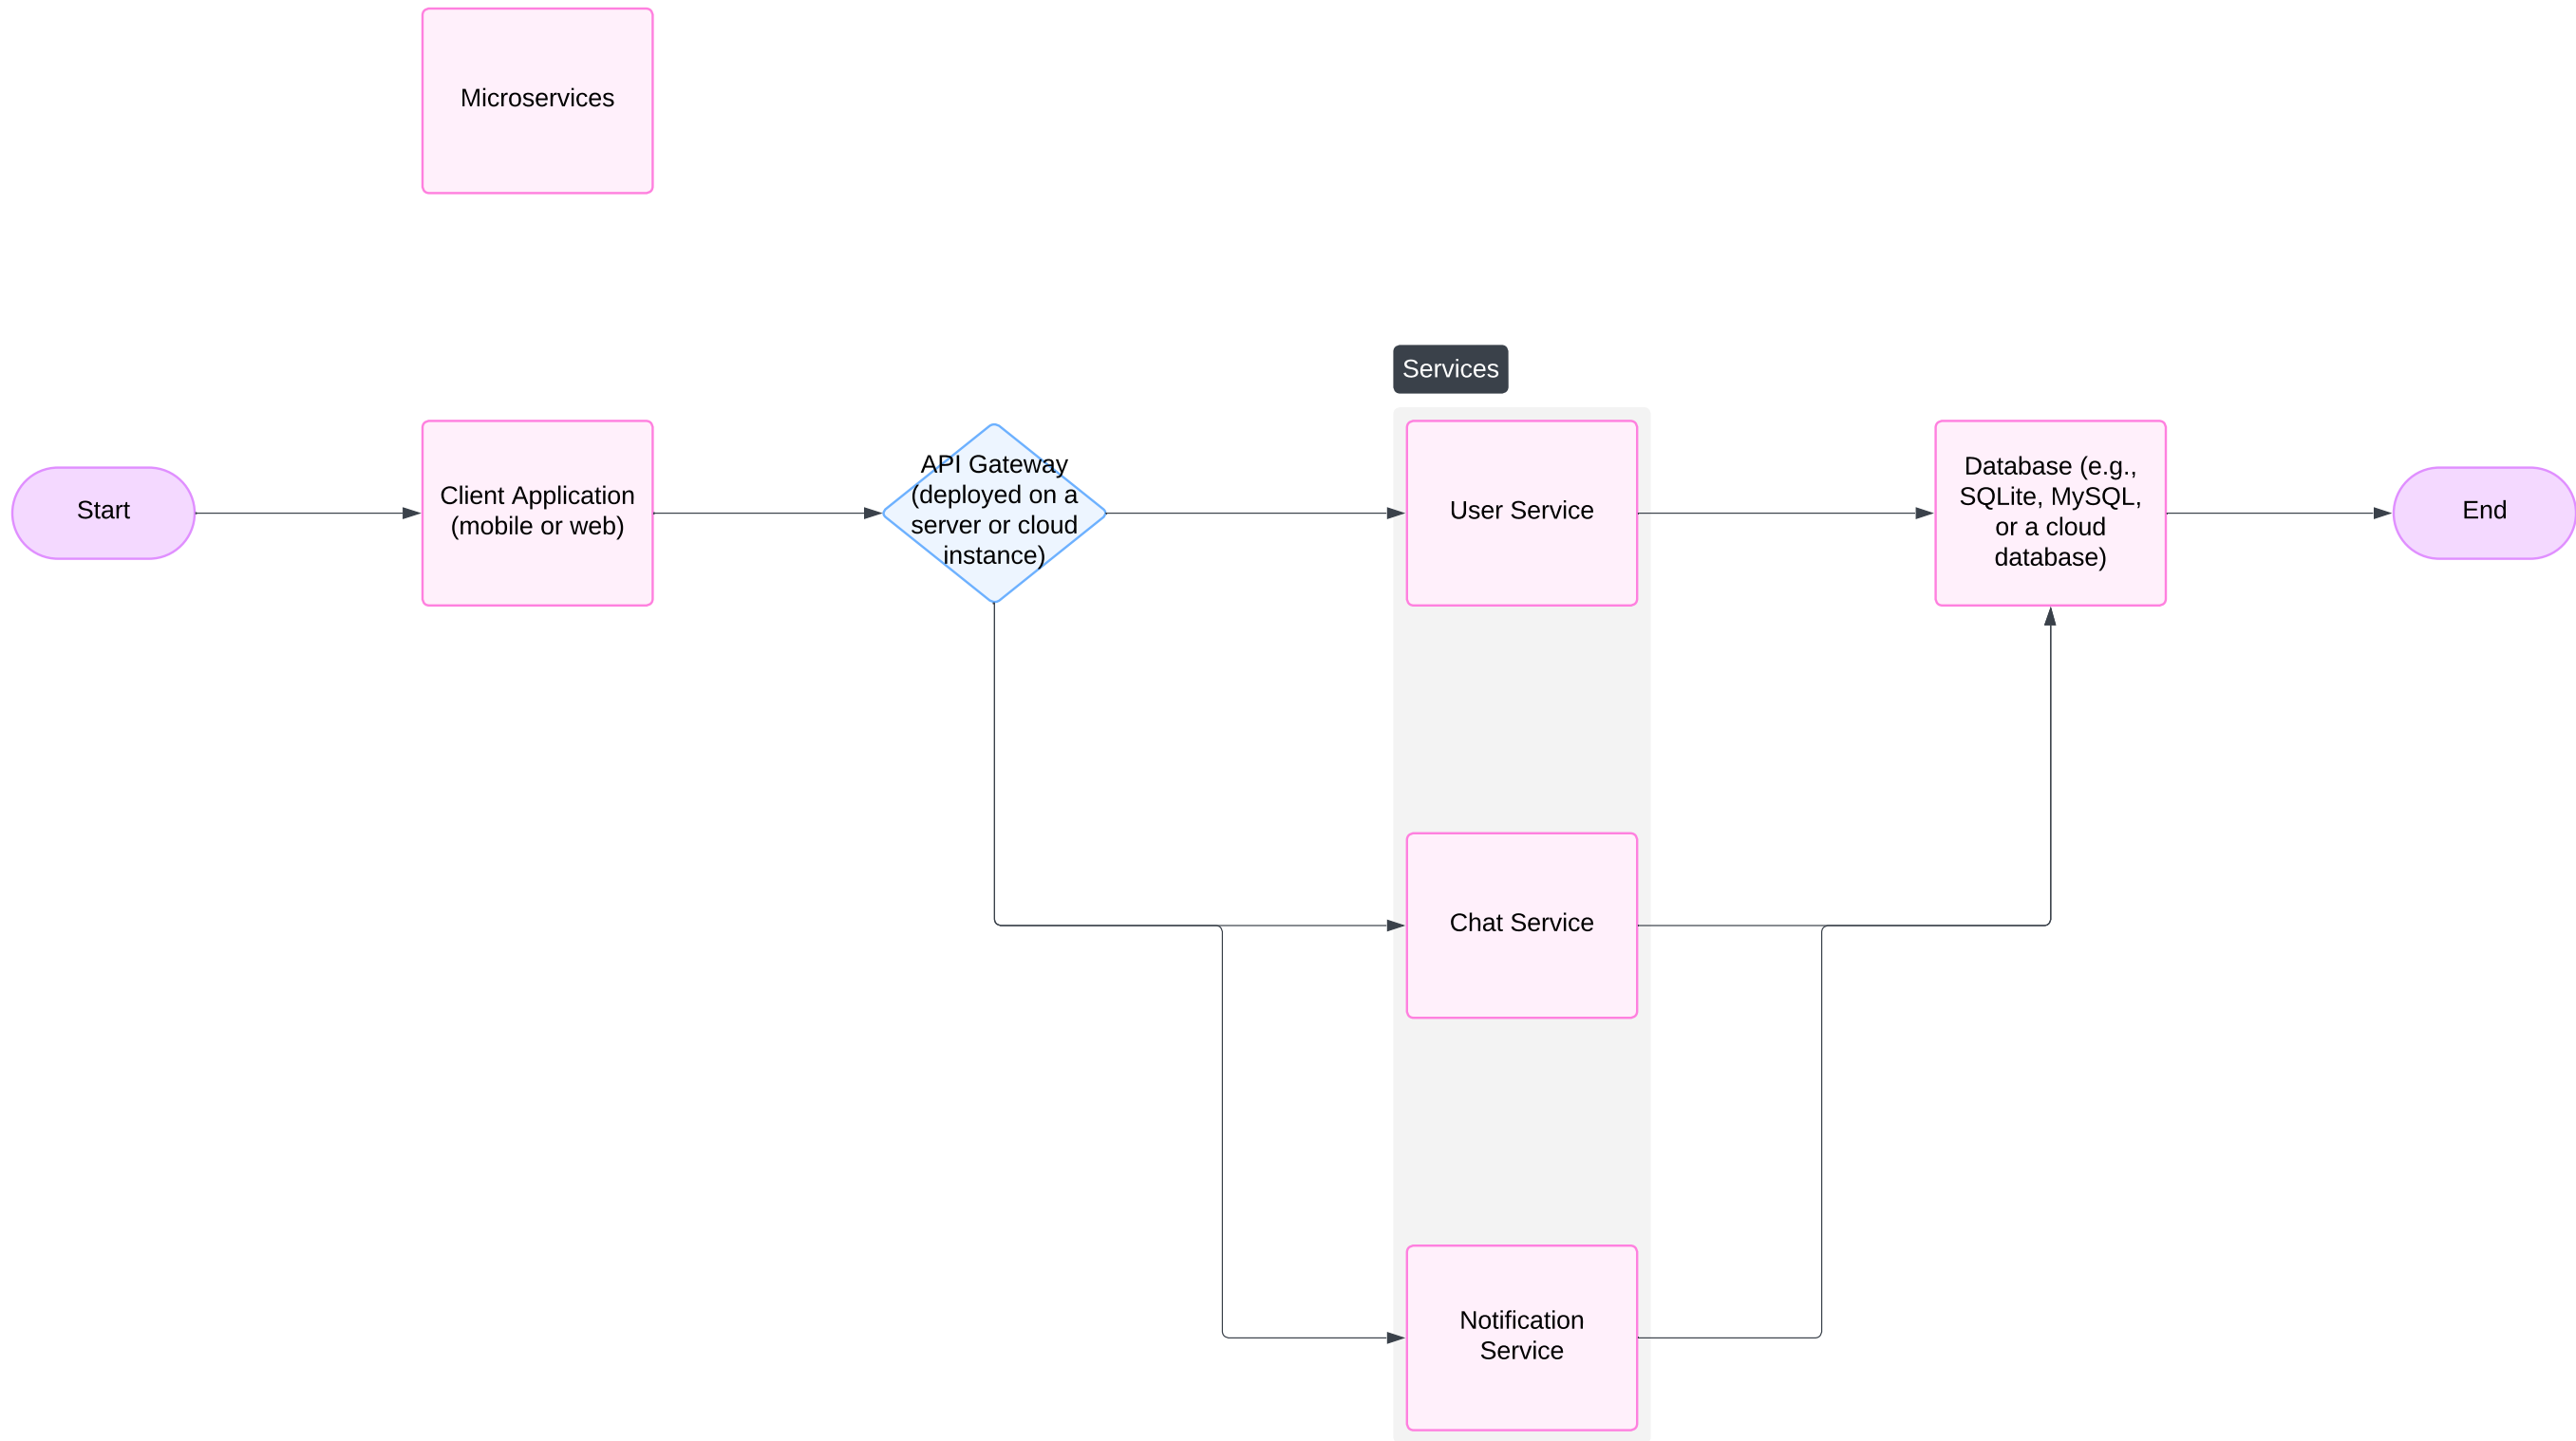 Microservices
Services
Start
Client Application
(mobile or web)
API Gateway
(deployed on a
server or cloud
instance)
User Service
Database (e.g.,
SQLite, MySQL,
or a cloud
database)
End
Chat Service
Notification
Service